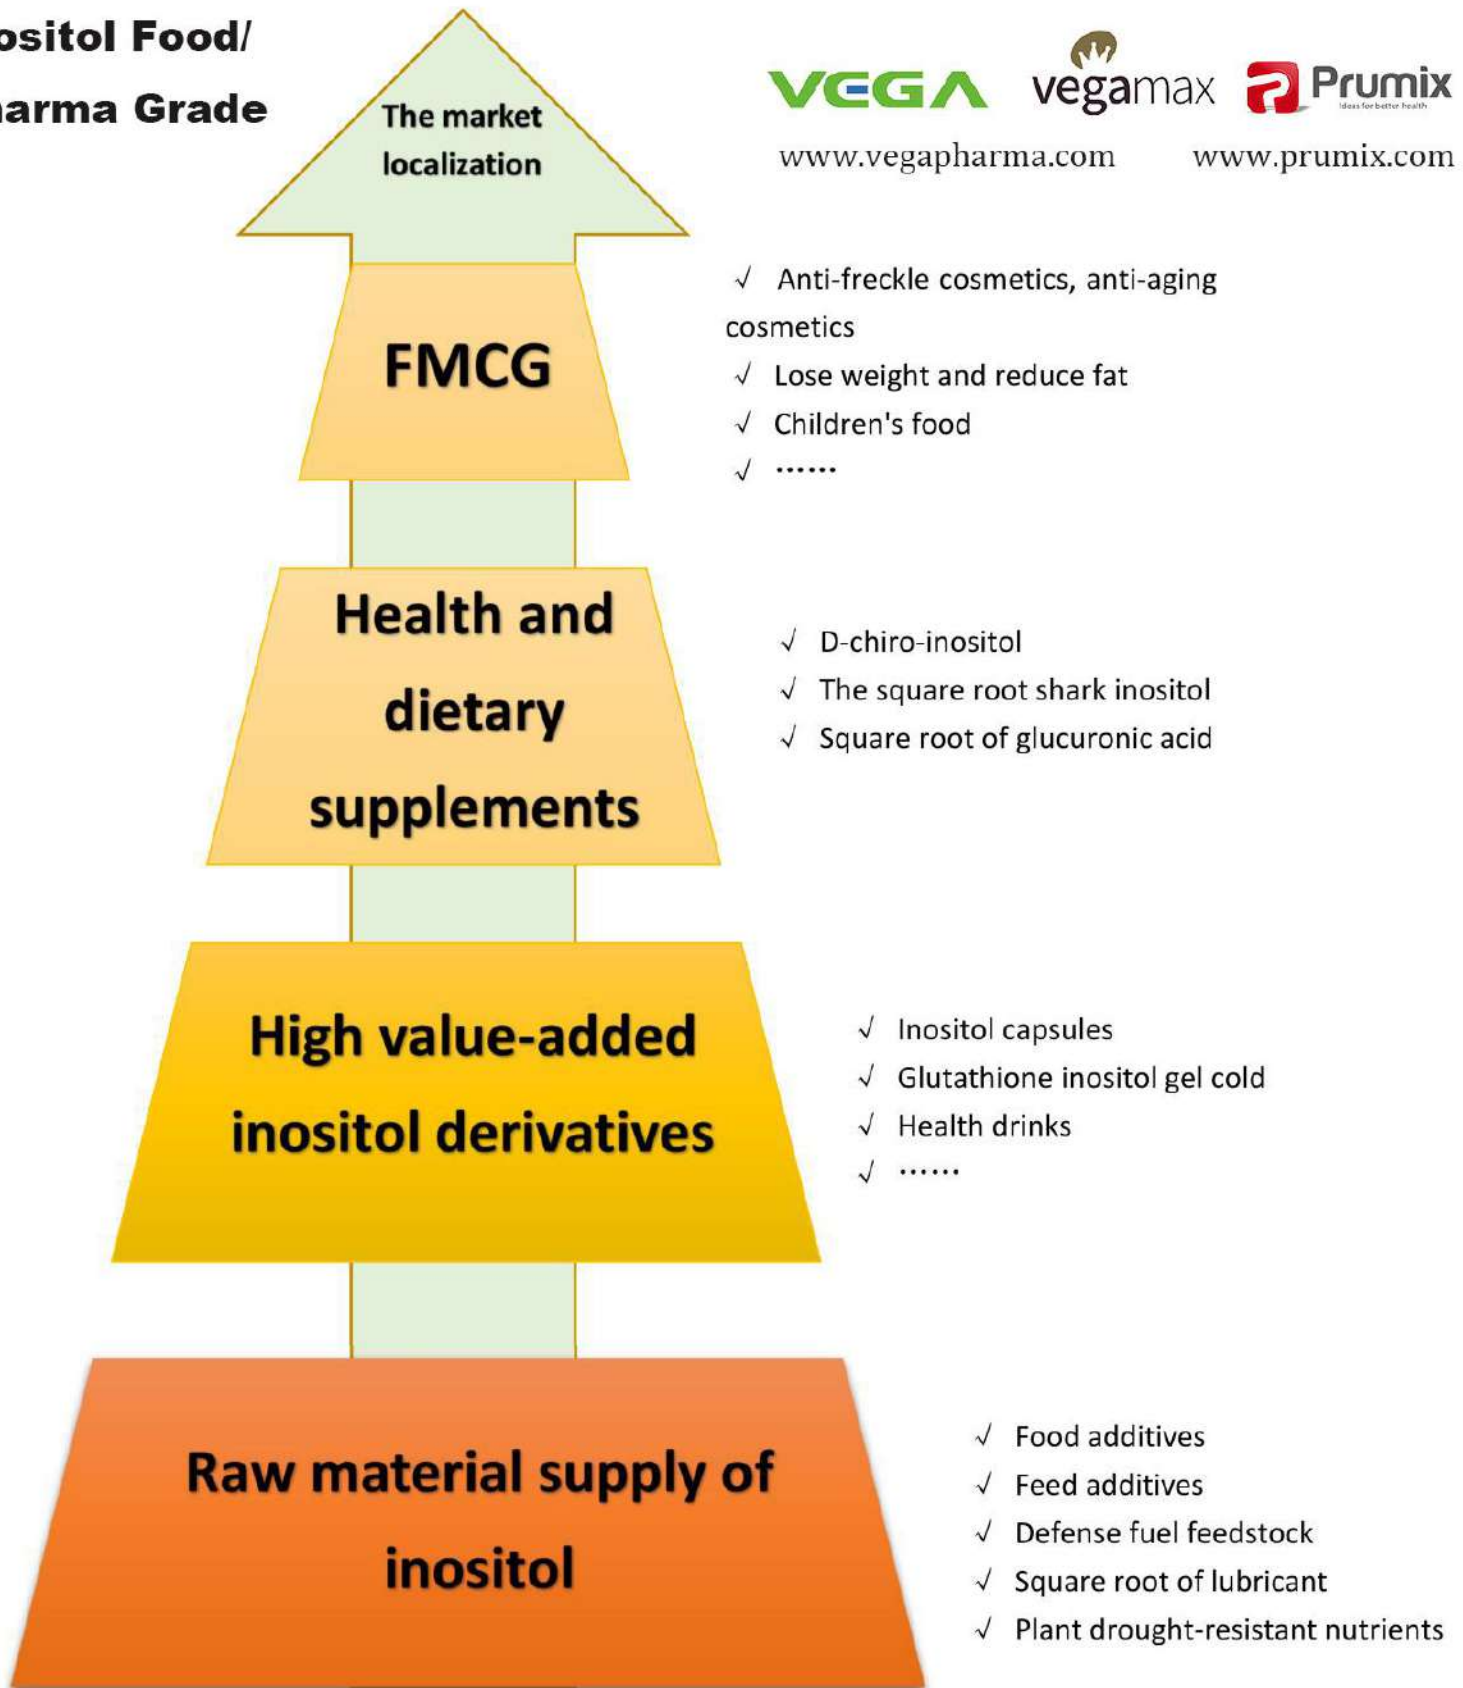 ositol Food/
arma Grade
VEGA
vegamax
Prumix
Ideas for better health
www.vegapharma.com
www.prumix.com
The market
localization
FMCG
√ Anti-freckle cosmetics, anti-aging
cosmetics
√ Lose weight and reduce fat
√ Children's food
√ ······
Health and
dietary
supplements
√ D-chiro-inositol
√ The square root shark inositol
√ Square root of glucuronic acid
High value-added
inositol derivatives
√ Inositol capsules
√ Glutathione inositol gel cold
√ Health drinks
√ ······
Raw material supply of
inositol
√ Food additives
√ Feed additives
√ Defense fuel feedstock
√ Square root of lubricant
√ Plant drought-resistant nutrients